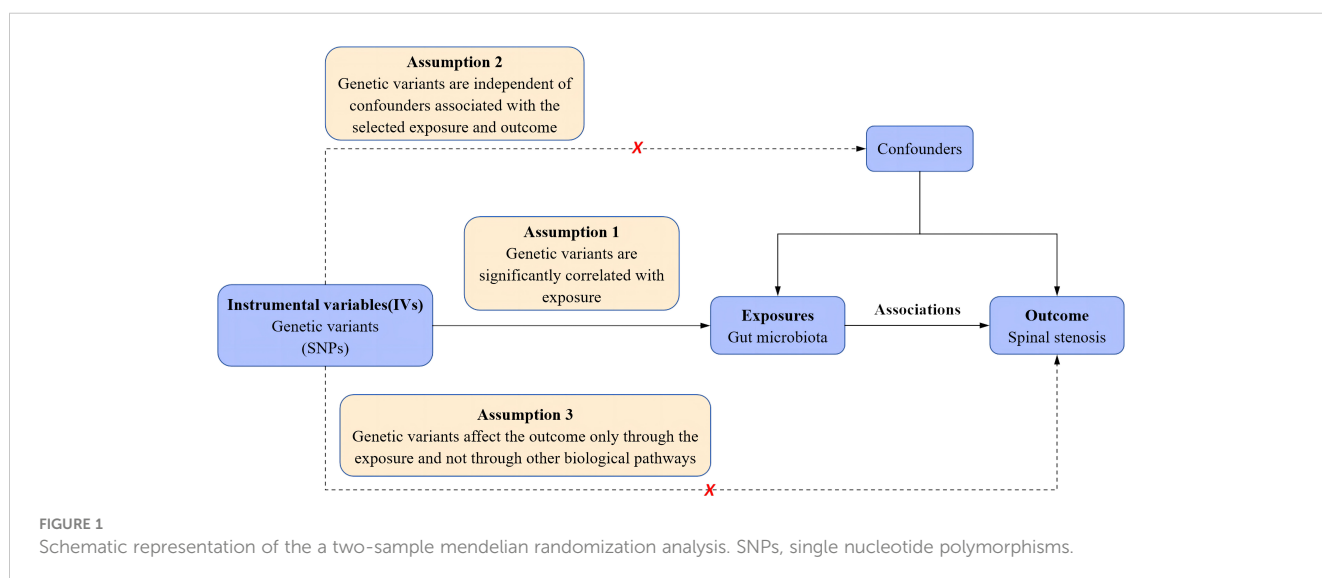 Assumption 2
Genetic variants are independent of
confounders associated with the
selected exposure and outcome
X
Confounders
Assumption 1
Genetic variants are
significantly correlated with
exposure
Instrumental variables(IVs)
Genetic variants
(SNPs)
Exposures
Gut microbiota
Associations
Outcome
Spinal stenosis
Assumption 3
Genetic variants affect the outcome only through the
exposure and not through other biological pathways
X
FIGURE 1
Schematic representation of the a two-sample mendelian randomization analysis. SNPs, single nucleotide polymorphisms.